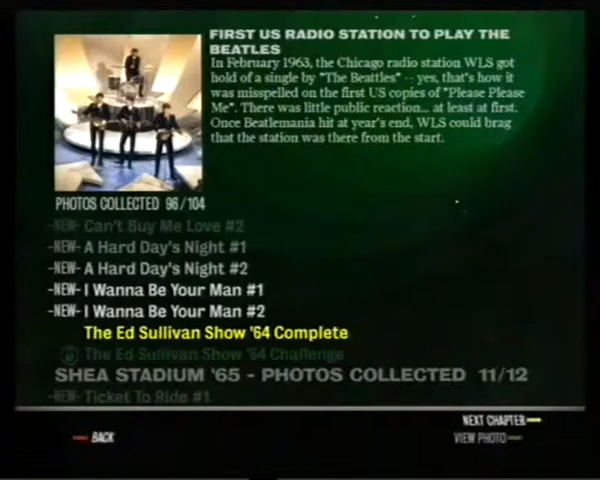 FIRST US RADIO STATION TO PLAY THE
BEATLES
In February 1963, the Chicago radio station WLS got
hold of a single by "The Beattles" -- yes, that's how it
was misspelled on the first US copies of "Please Please
Me". There was little public reaction... at least at first.
Once Beatlemania hit at year's end, WLS could brag
that the station was there from the start.
PHOTOS COLLECTED 96/104
-NEW- Can't Buy Me Love #2
-NEW- A Hard Day's Night #1
-NEW- A Hard Day's Night #2
-NEW- I Wanna Be Your Man #1
-NEW- I Wanna Be Your Man #2
The Ed Sullivan Show '64 Complete
The Ed Sullivan Show '64 Challenge
SHEA STADIUM '65 - PHOTOS COLLECTED 11/12
-NEW- Ticket To Ride #1
NEXT CHAPTER
BACK
VIEW PHOTO